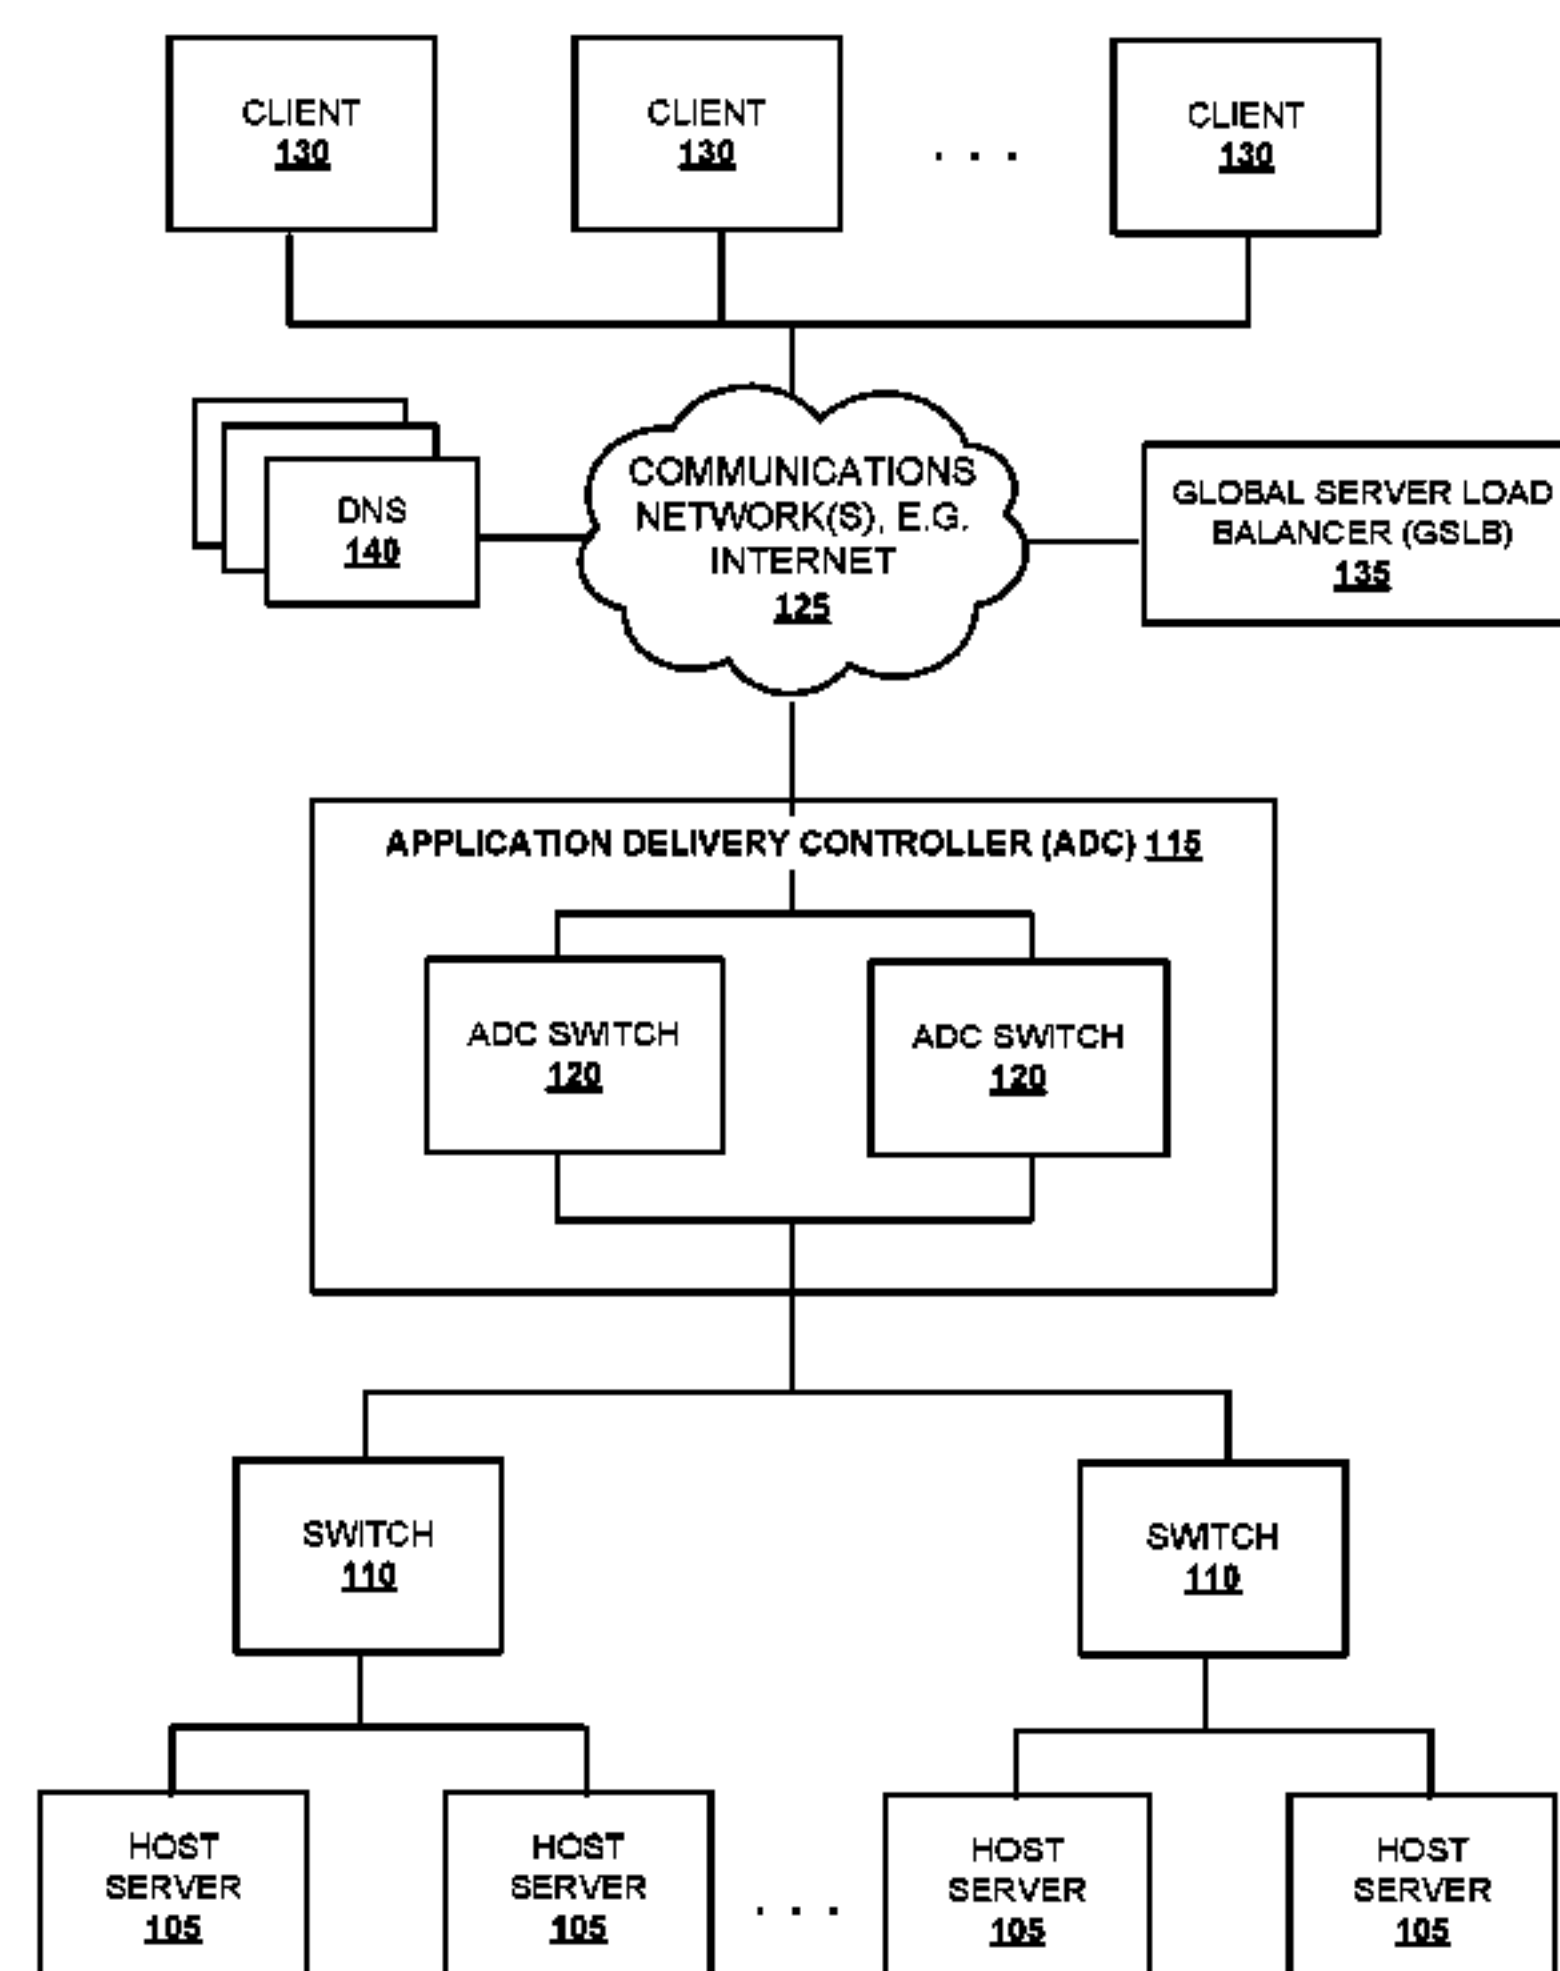 CLIENT
130
CLIENT
130
. . .
CLIENT
130
DNS
140
COMMUNICATIONS
NETWORK(S), E.G.
INTERNET
125
GLOBAL SERVER LOAD
BALANCER (GSLB)
135
APPLICATION DELIVERY CONTROLLER (ADC) 115
ADC SWITCH
120
ADC SWITCH
120
SWITCH
110
SWITCH
110
HOST
SERVER
105
HOST
SERVER
105
. . .
HOST
SERVER
105
HOST
SERVER
105